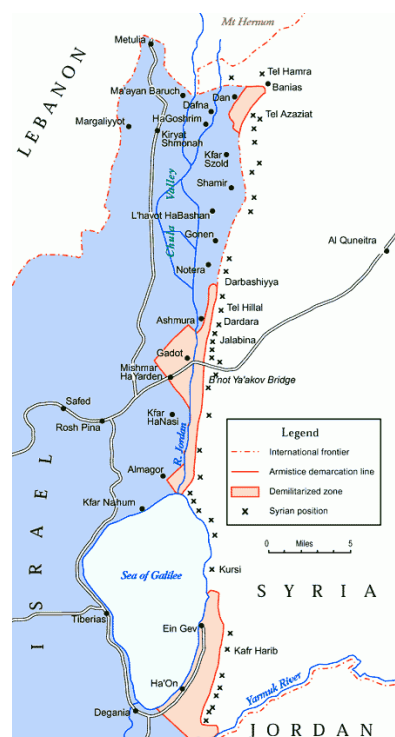 Mt Hermon
Metulla
LEBANON
Tel Hamra
Banias
Ma'ayan Baruch
Dan
Dafna
HaGoshrim
Tel Azaziat
Margaliyyot
Kiryat
Shmonah
Kfar
Szold
Shamir
Chula Valley
L'havot HaBashan
Gonen
Al Quneitra
Notera
Darbashiyya
Tel Hillal
Ashmura
Dardara
Jalabina
Gadot
Mishmar
HaYarden
B'not Ya'akov Bridge
Safed
Kfar
HaNasi
Rosh Pina
R. Jordan
Legend
International frontier
Armistice demarcation line
Demilitarized zone
Syrian position
Almagor
Kfar Nahum
0 Miles 5
Sea of Galilee
Kursi
SYRIA
ISRAEL
Tiberias
Ein Gev
Kafr Harib
Ha'On
Yarmuk River
Degania
JORDAN